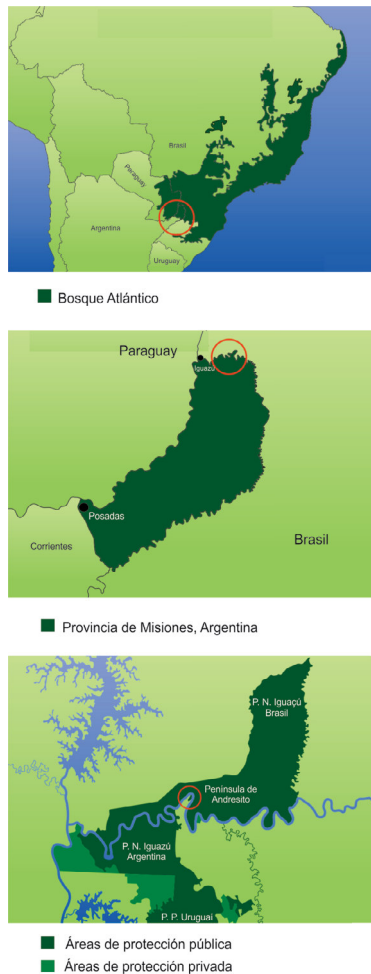 Brasil
Paraguay
Argentina
Uruguay
Bosque Atlántico
Paraguay
Iguazú
Posadas
Corrientes
Brasil
Provincia de Misiones, Argentina
P. N. Iguaçú
Brasil
Península de
Andresito
P. N. Iguazú
Argentina
P. P. Uruguaí
Áreas de protección pública
Áreas de protección privada